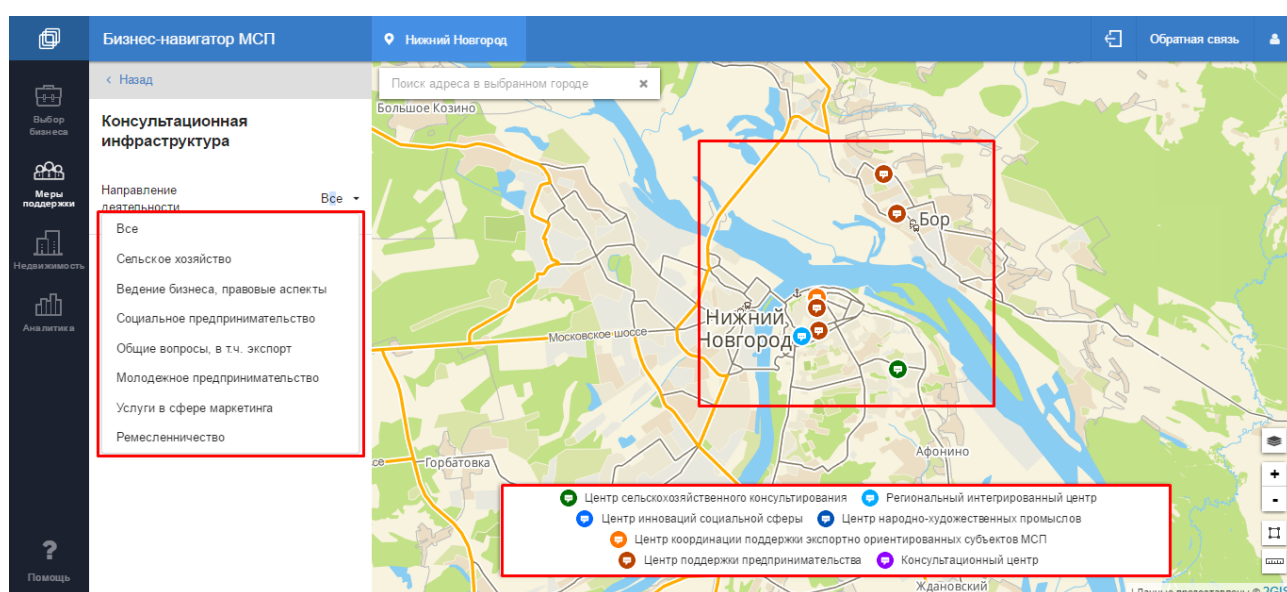 Бизнес-навигатор МСП
Нижний Новгород
Обратная связь
Выбор
бизнеса
Меры
поддержки
Недвижимость
Аналитика
Помощь
‹ Назад
Консультационная
инфраструктура
Направление
деятельности
Все
Все
Сельское хозяйство
Ведение бизнеса, правовые аспекты
Социальное предпринимательство
Общие вопросы, в т.ч. экспорт
Молодежное предпринимательство
Услуги в сфере маркетинга
Ремесленничество
Поиск адреса в выбранном городе
Большое Козино
Бор
Нижний
Новгород
Московское шоссе
Горбатовка
Афонино
Центр сельскохозяйственного консультирования Региональный интегрированный центр
Центр инноваций социальной сферы Центр народно-художественных промыслов
Центр координации поддержки экспортно ориентированных субъектов МСП
Центр поддержки предпринимательства Консультационный центр
Ждановский